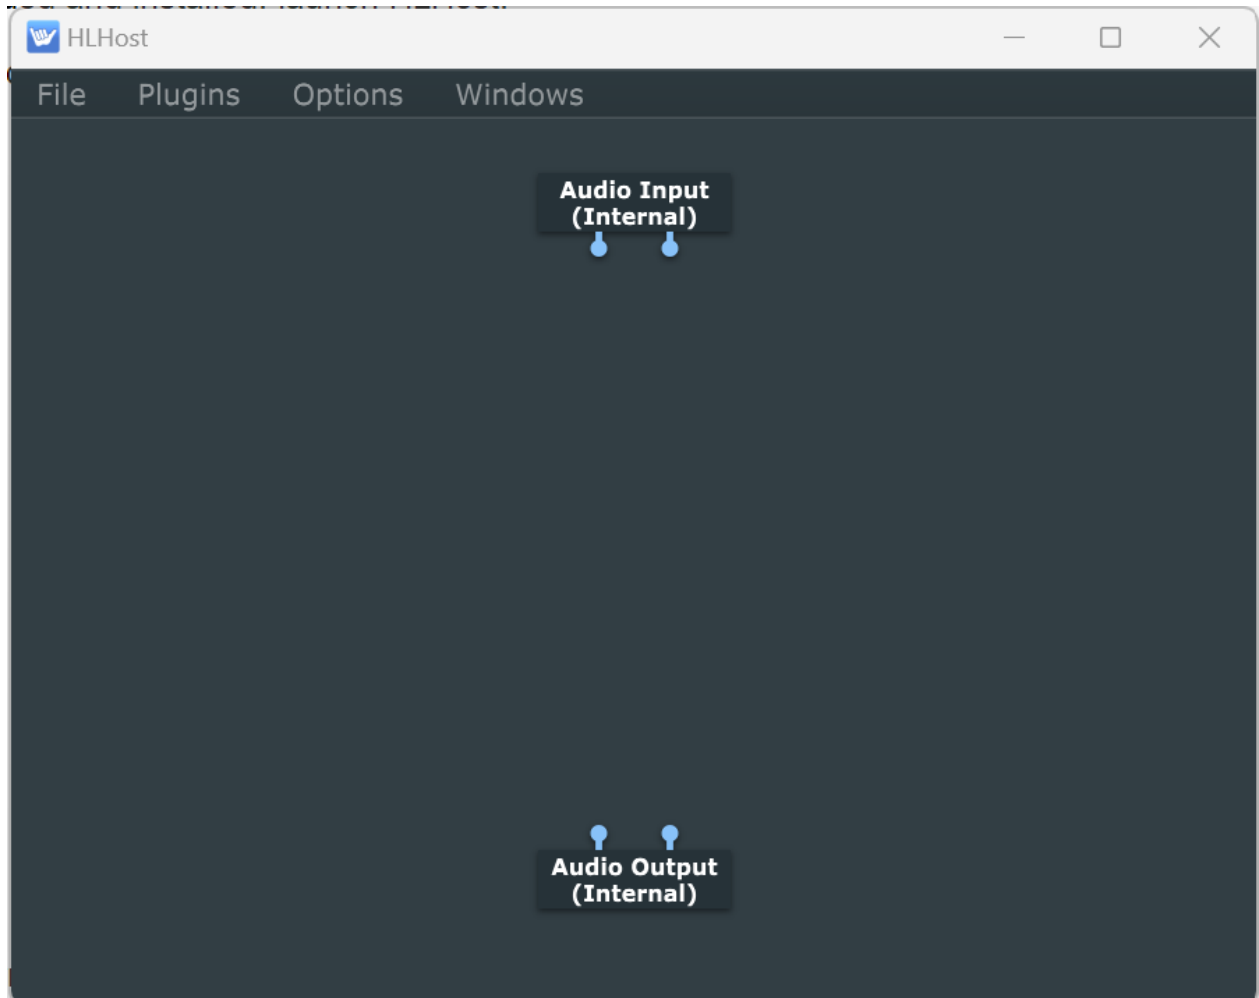 HLHost
File Plugins Options Windows
Audio Input
(Internal)
Audio Output
(Internal)